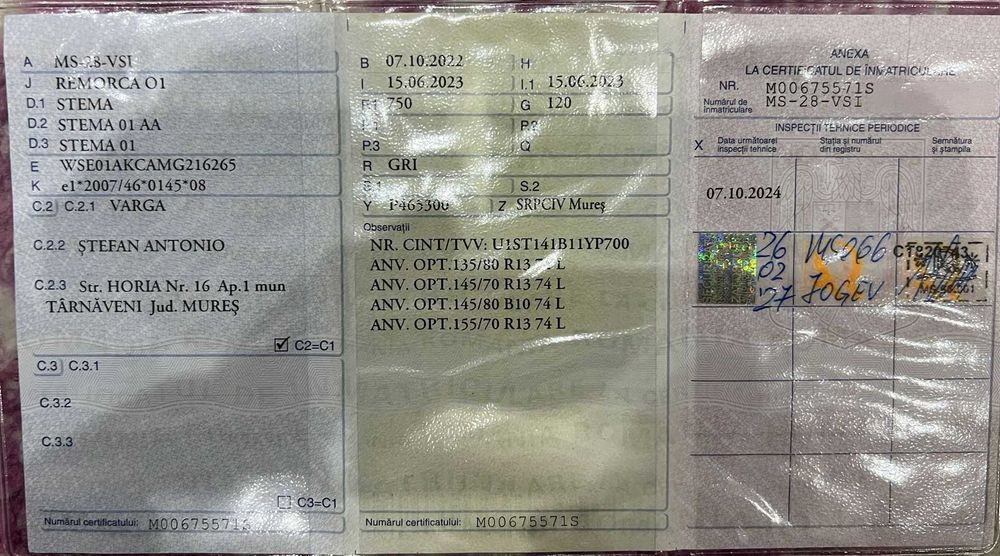 A MS-28-VSI
J REMORCA O1
D.1 STEMA
D.2 STEMA 01 AA
D.3 STEMA 01
E WSE01AKCAMG216265
K e1*2007/46*0145*08
C.2 C.2.1 VARGA
C.2.2 ȘTEFAN ANTONIO
C.2.3 Str. HORIA Nr. 16 Ap.1 mun
TÂRNĂVENI Jud. MUREȘ
C2=C1
C.3 C.3.1
C.3.2
C.3.3
C3=C1
Numărul certificatului: M00675571S
B 07.10.2022 H
I 15.06.2023 I.1 15.06.2023
F.1 750 G 120
P.2
P.3 Q
R GRI
S.1 S.2
Y P465300 Z SRPCIV Mureș
Observații
NR. CINT/TVV: U1ST141B11YP700
ANV. OPT.135/80 R13 74 L
ANV. OPT.145/70 R13 74 L
ANV. OPT.145/80 B10 74 L
ANV. OPT.155/70 R13 74 L
Numărul certificatului: M00675571S
ANEXA
LA CERTIFICATUL DE ÎNMATRICULARE
NR. M00675571S
Numărul de înmatriculare MS-28-VSI
INSPECȚII TEHNICE PERIODICE
X Data următoarei inspecții tehnice Stația și numărul din registru Semnătura și ștampila
07.10.2024
26
02
27